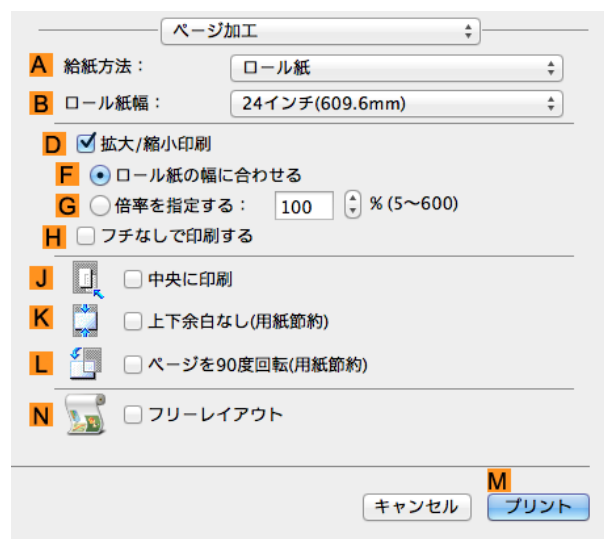 ページ加工
A 給紙方法： ロール紙
B ロール紙幅： 24インチ(609.6mm)
D 拡大/縮小印刷
F ロール紙の幅に合わせる
G 倍率を指定する： 100 % (5〜600)
H フチなしで印刷する
J 中央に印刷
K 上下余白なし(用紙節約)
L ページを90度回転(用紙節約)
N フリーレイアウト
M
キャンセル プリント